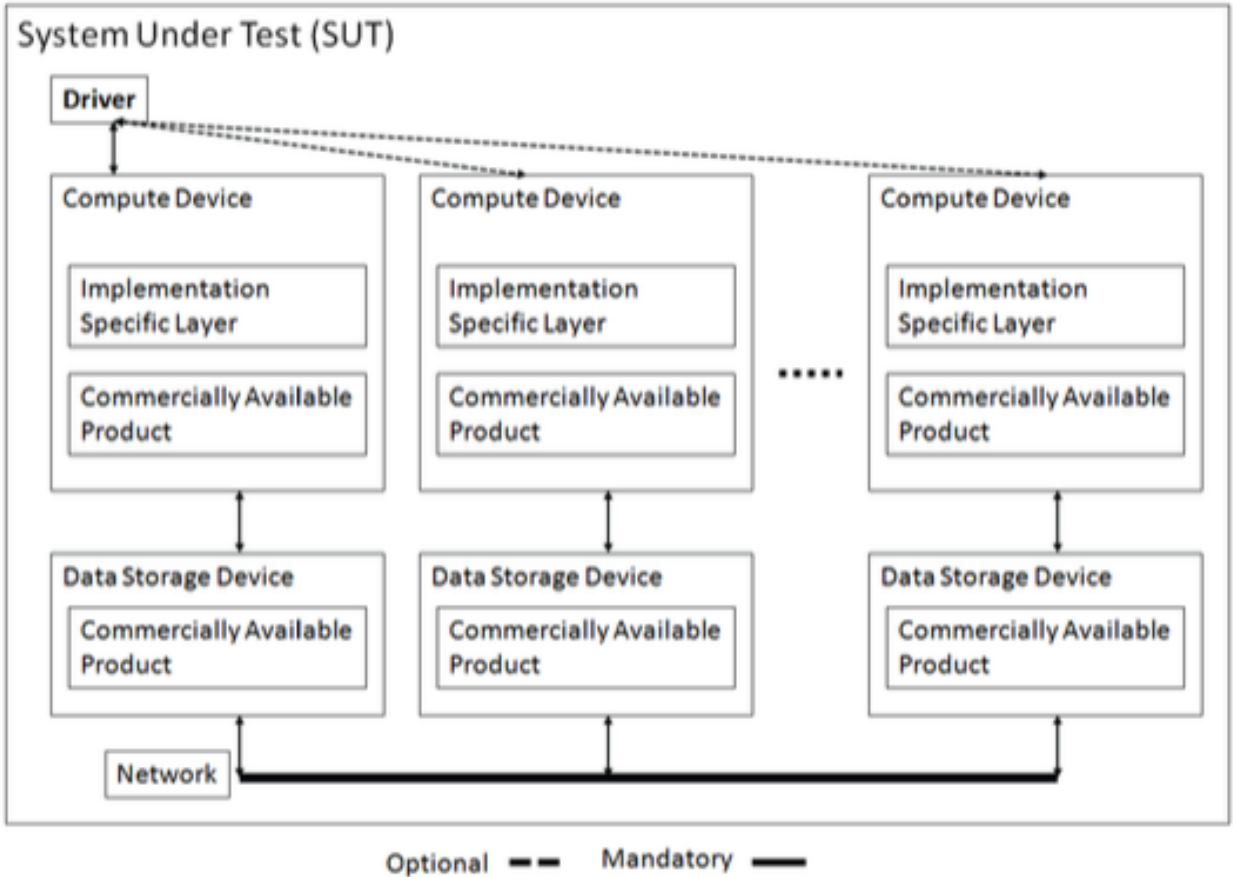 System Under Test (SUT)
Driver
Compute Device
Implementation
Specific Layer
Commercially Available
Product
Compute Device
Implementation
Specific Layer
Commercially Available
Product
Compute Device
Implementation
Specific Layer
Commercially Available
Product
Data Storage Device
Commercially Available
Product
Data Storage Device
Commercially Available
Product
Data Storage Device
Commercially Available
Product
Network
Optional
Mandatory